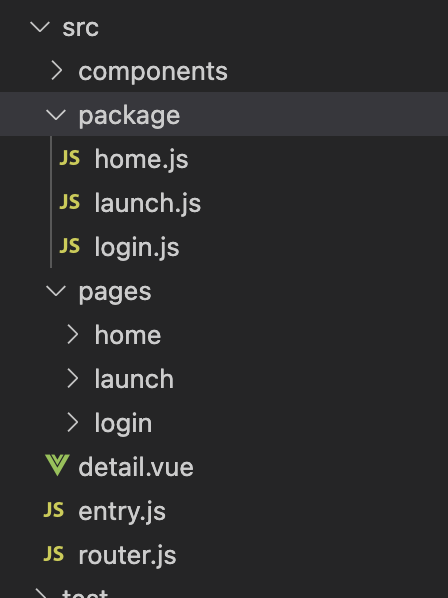 src
components
package
JS home.js
JS launch.js
JS login.js
pages
home
launch
login
detail.vue
JS entry.js
JS router.js
test